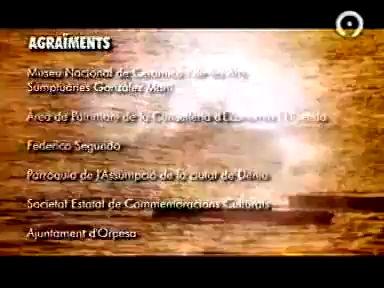 AGRAÏMENTS
Museu Nacional de Ceràmica i de les Arts
Sumptuàries González Martí
Àrea de Patrimoni de la Conselleria d'Economia i Hisenda
Federico Segundo
Parroquia de l'Assumpció de la ciutat de Dénia
Societat Estatal de Commemoracions Culturals
Ajuntament d'Orpesa